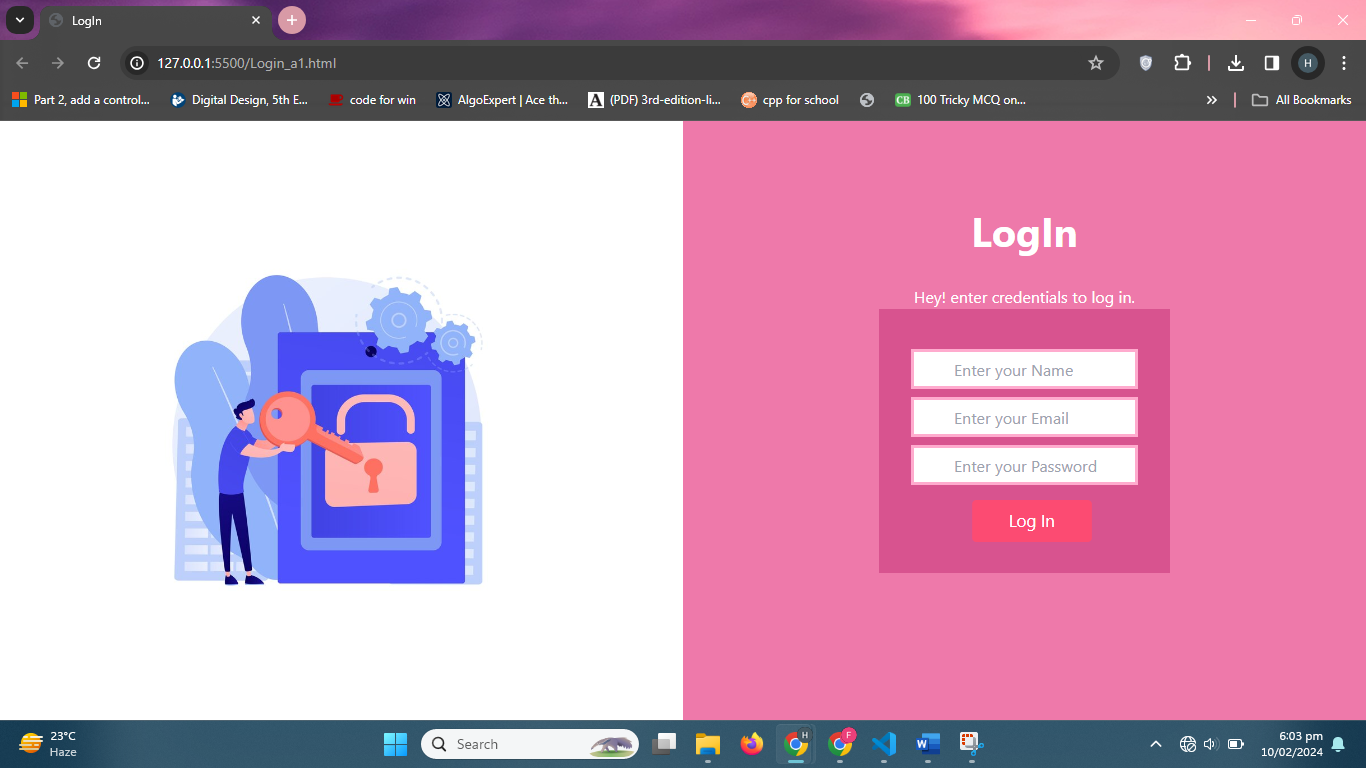 LogIn
127.0.0.1:5500/Login_a1.html
H
Part 2, add a control...
Digital Design, 5th E...
code for win
AlgoExpert | Ace th...
A
(PDF) 3rd-edition-li...
cpp for school
CB
100 Tricky MCQ on...
»
All Bookmarks
LogIn
Hey! enter credentials to log in.
Enter your Name
Enter your Email
Enter your Password
Log In
23°C
Haze
Search
H
F
W
6:03 pm
10/02/2024